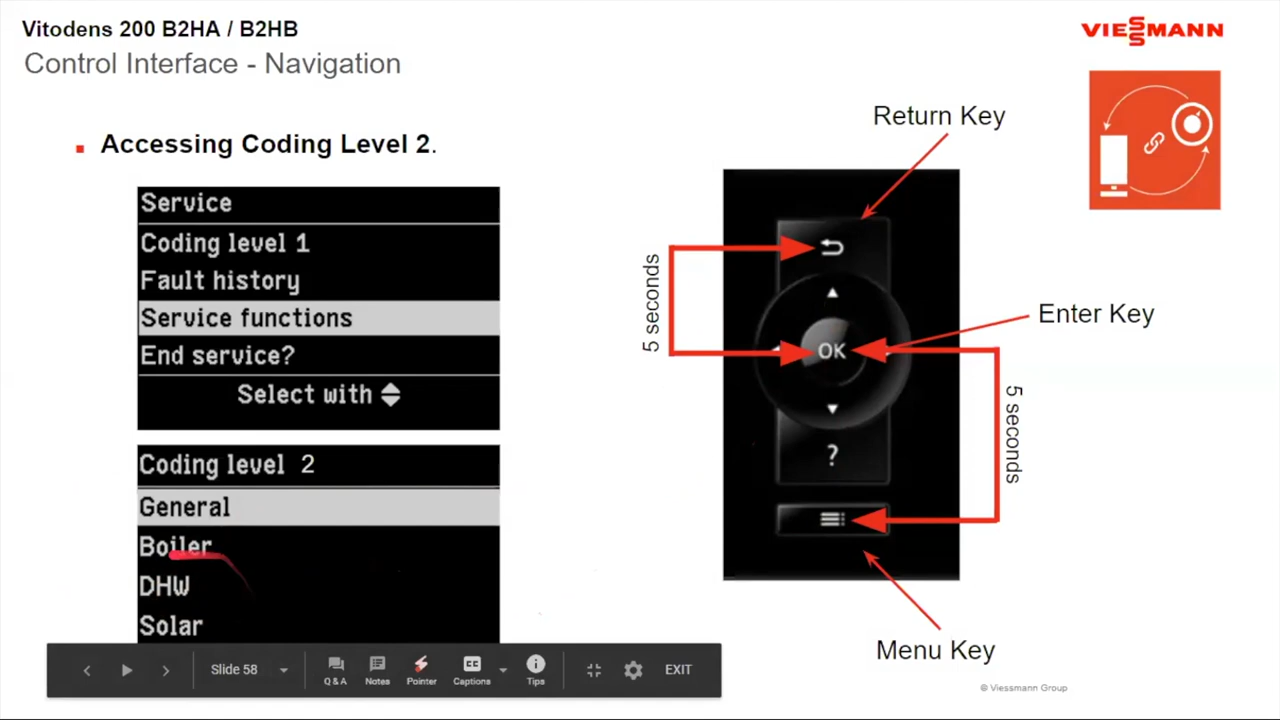 Vitodens 200 B2HA / B2HB
VIESSMANN
Control Interface - Navigation
Return Key
Accessing Coding Level 2.
Service
Coding level 1
Fault history
Service functions
End service?
Select with
Coding level 2
General
Boiler
DHW
Solar
5 seconds
OK
?
Enter Key
5 seconds
Menu Key
Slide 58
Q & A
Notes
Pointer
CC
Captions
Tips
EXIT
© Viessmann Group